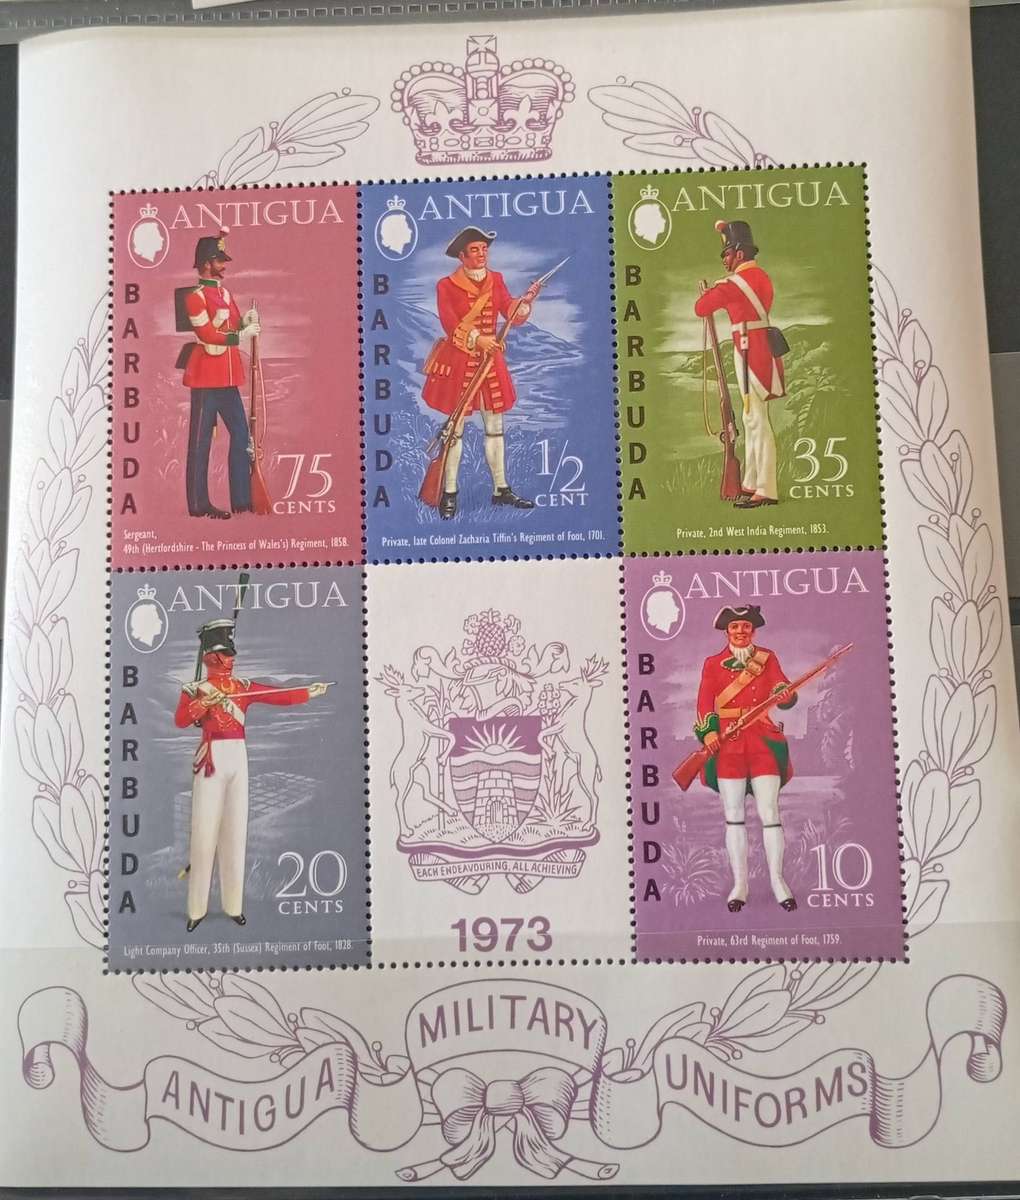 ANTIGUA
BARBUDA
75
CENTS
Sergeant,
49th (Hertfordshire - The Princess of Wales's) Regiment, 1858.
ANTIGUA
BARBUDA
1/2
CENT
Private, late Colonel Zacharia Tiffin's Regiment of Foot, 1701.
ANTIGUA
BARBUDA
35
CENTS
Private, 2nd West India Regiment, 1853.
ANTIGUA
BARBUDA
20
CENTS
Light Company Officer, 35th (Sussex) Regiment of Foot, 1828.
EACH ENDEAVOURING, ALL ACHIEVING
1973
ANTIGUA
BARBUDA
10
CENTS
Private, 63rd Regiment of Foot, 1759.
ANTIGUA MILITARY UNIFORMS